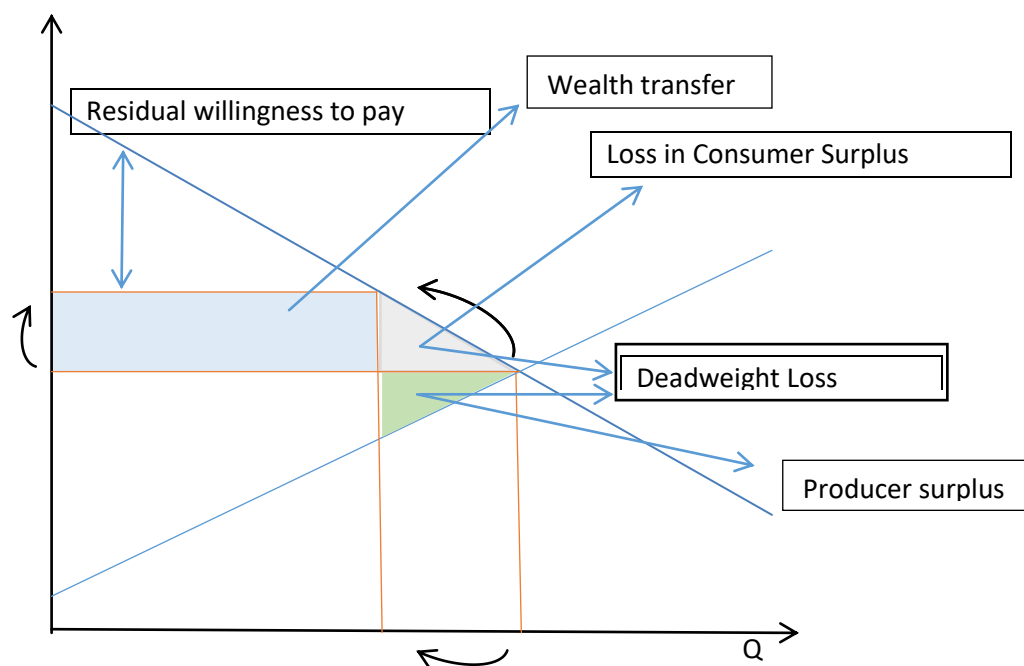 Wealth transfer
Residual willingness to pay
Loss in Consumer Surplus
Deadweight Loss
Producer surplus
Q